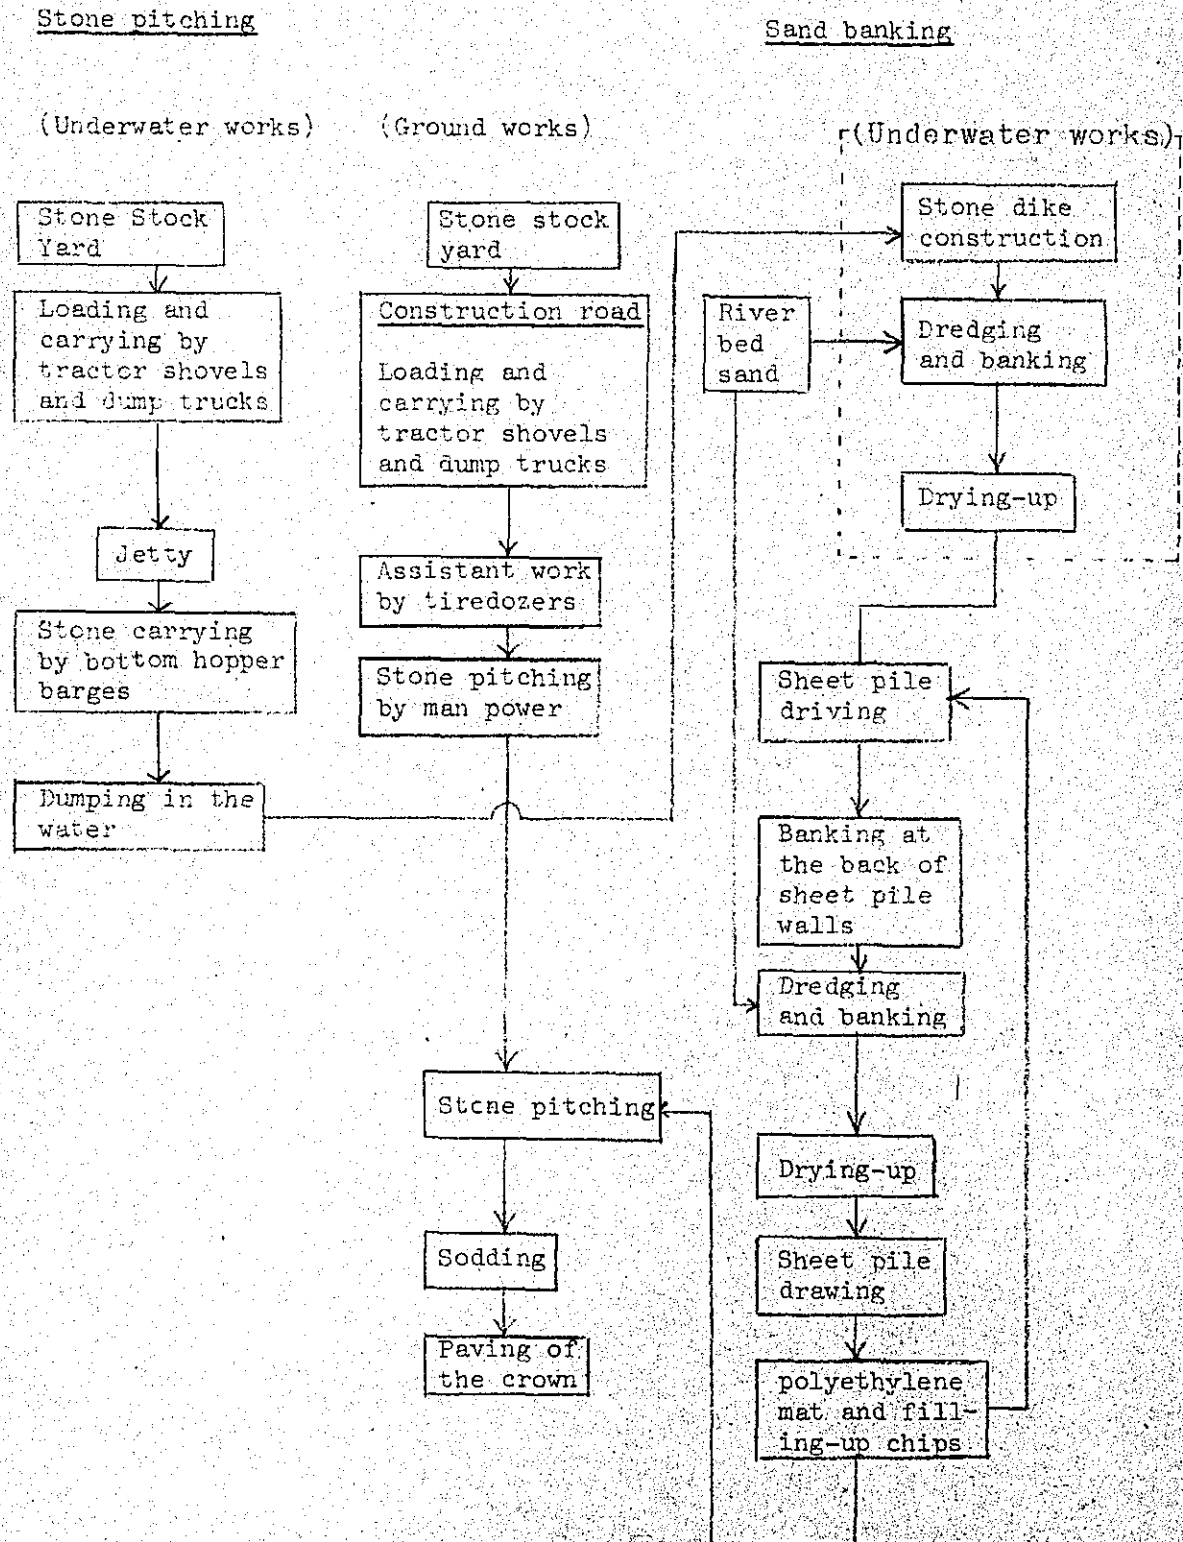 Stone pitching
Sand banking
(Underwater works)
(Ground works)
(Underwater works)
Stone Stock
Yard
Loading and
carrying by
tractor shovels
and dump trucks
Jetty
Stone carrying
by bottom hopper
barges
Dumping in the
water
Stone stock
yard
Construction road
Loading and
carrying by
tractor shovels
and dump trucks
Assistant work
by tiredozers
Stone pitching
by man power
Stone pitching
Sodding
Paving of
the crown
River
bed
sand
Stone dike
construction
Dredging
and banking
Drying-up
Sheet pile
driving
Banking at
the back of
sheet pile
walls
Dredging
and banking
Drying-up
Sheet pile
drawing
polyethylene
mat and fill-
ing-up chips